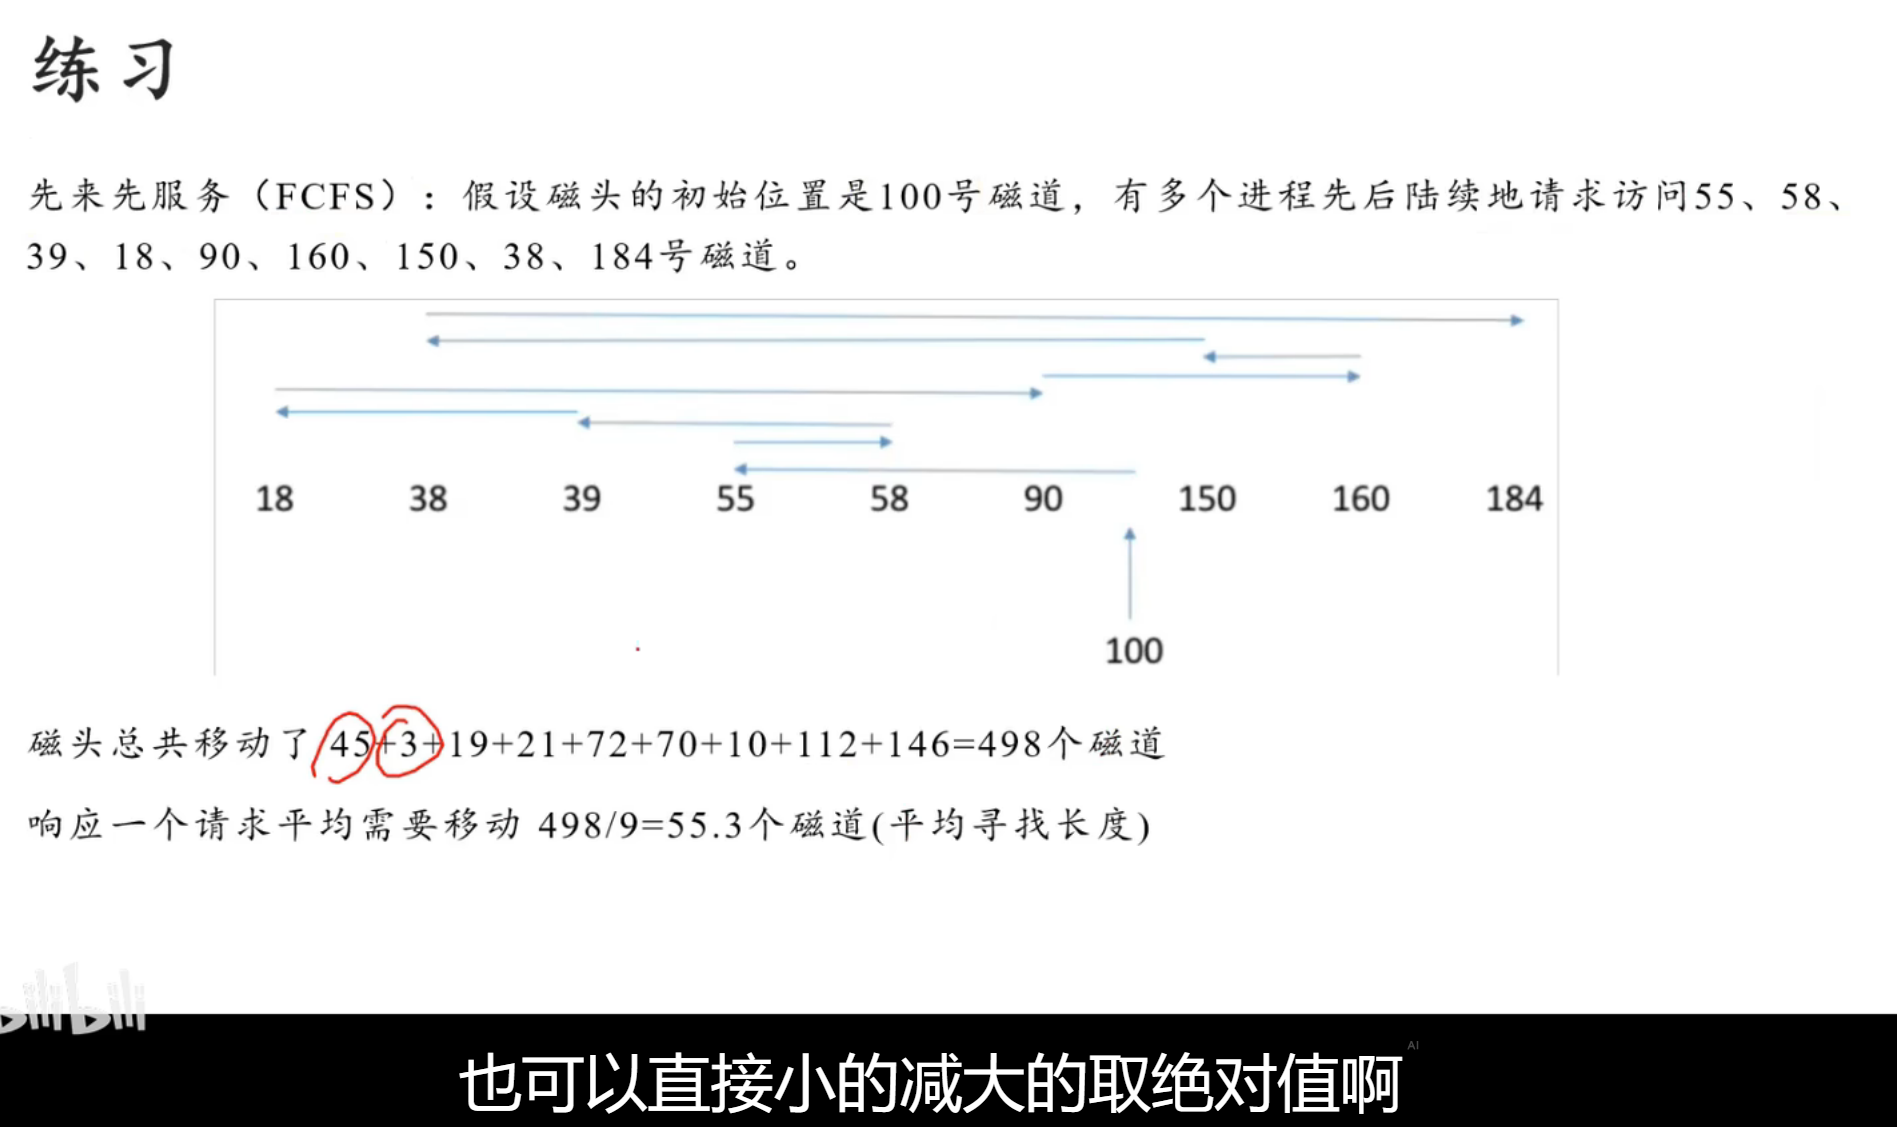 练习
先来先服务（FCFS）：假设磁头的初始位置是100号磁道，有多个进程先后陆续地请求访问55、58、
39、18、90、160、150、38、184号磁道。
18 38 39 55 58 90 150 160 184
100
磁头总共移动了 45+3+19+21+72+70+10+112+146=498个磁道
响应一个请求平均需要移动 498/9=55.3个磁道(平均寻找长度)
bilibili
AI
也可以直接小的减大的取绝对值啊